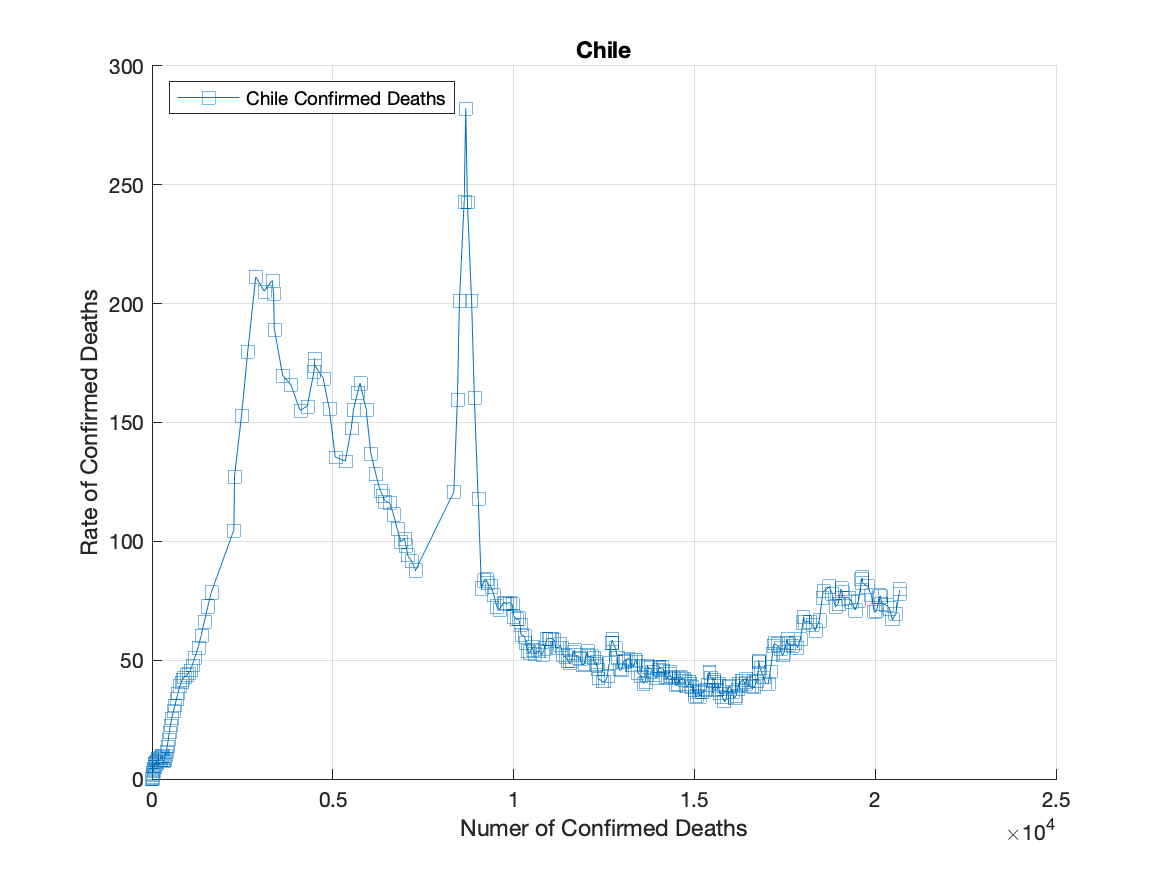 Chile
Chile Confirmed Deaths
300
250
200
150
100
50
0
Rate of Confirmed Deaths
0 0.5 1 1.5 2 2.5
Numer of Confirmed Deaths
×10⁴